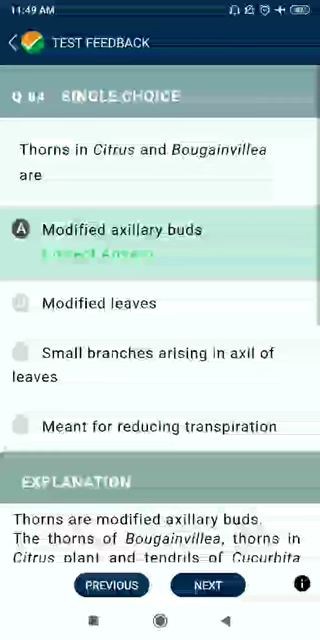 11:49 AM
TEST FEEDBACK
Q 84 SINGLE CHOICE
Thorns in Citrus and Bougainvillea
are
A Modified axillary buds
Correct Answer
Modified leaves
Small branches arising in axil of
leaves
Meant for reducing transpiration
EXPLANATION
Thorns are modified axillary buds.
The thorns of Bougainvillea, thorns in
Citrus plant and tendrils of Cucurbita
PREVIOUS NEXT